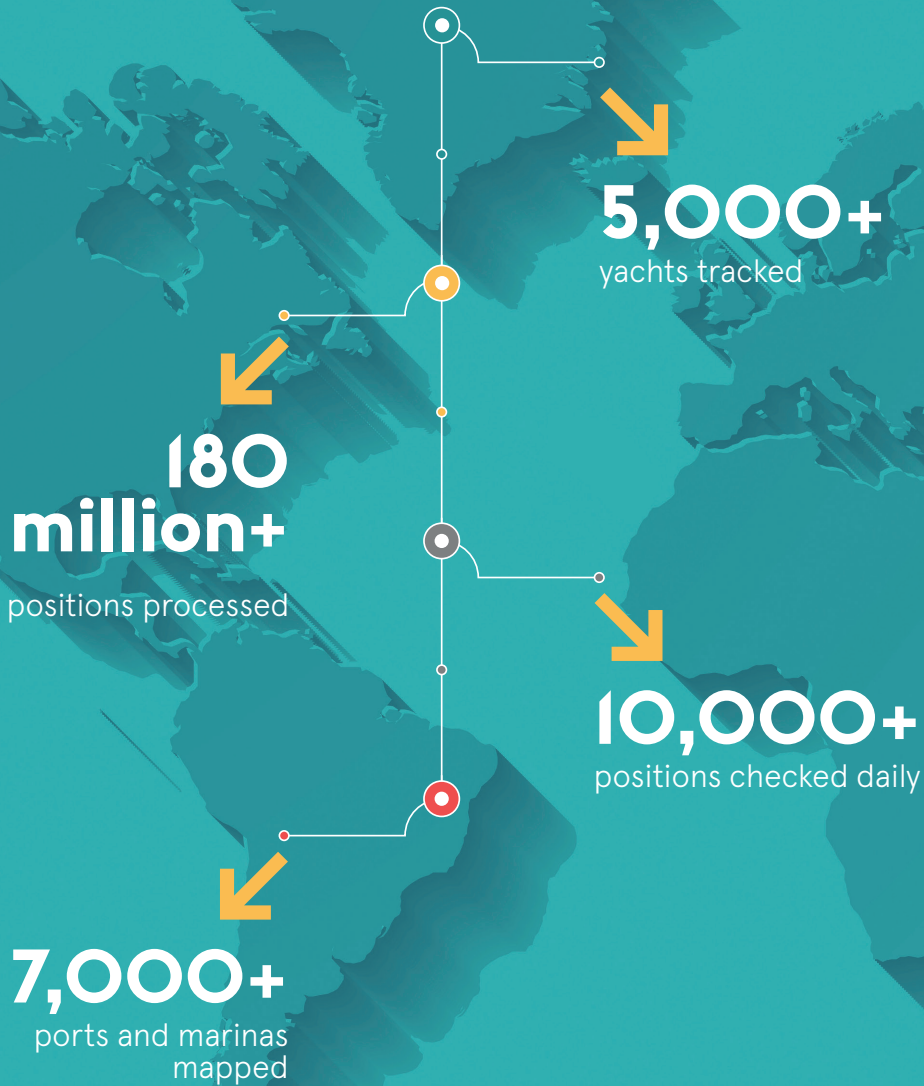 5,000+
yachts tracked
180
million+
positions processed
10,000+
positions checked daily
7,000+
ports and marinas
mapped